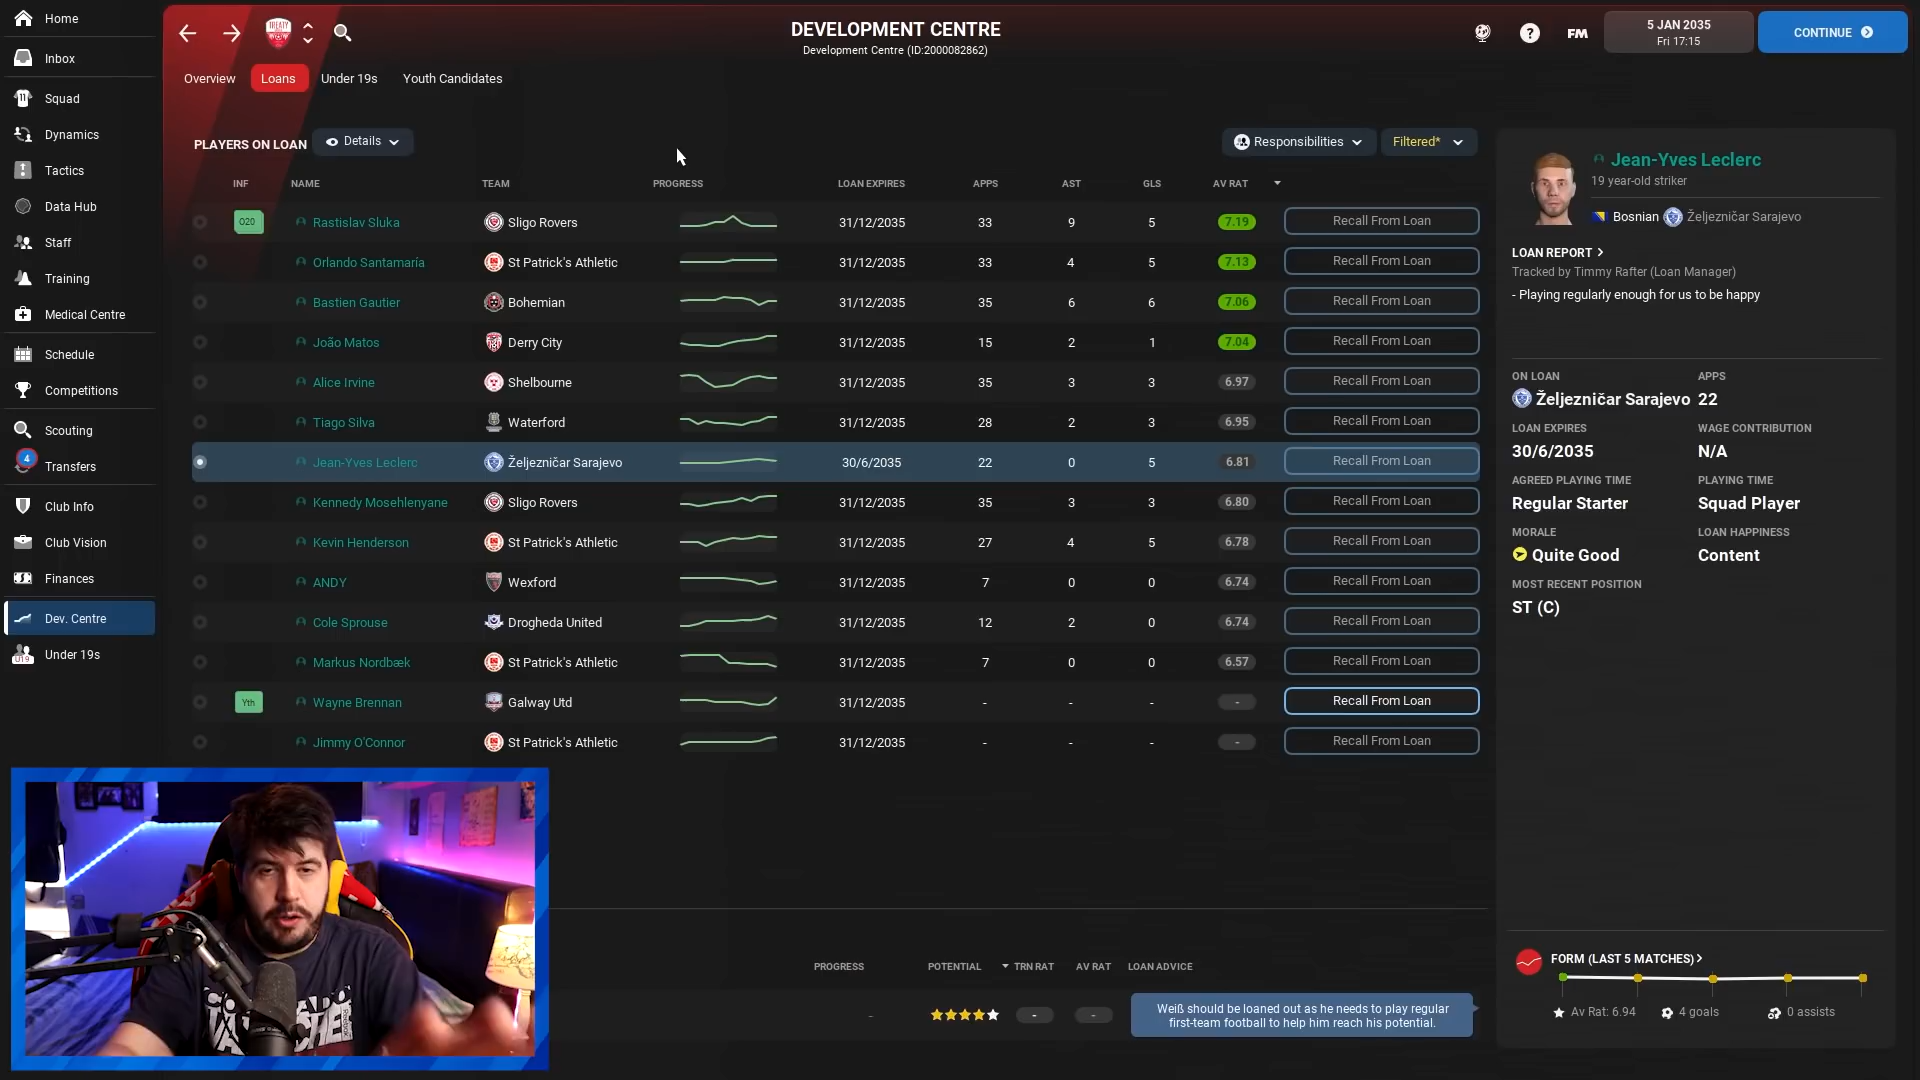 Home
Inbox
Squad
Dynamics
Tactics
Data Hub
Staff
Training
Medical Centre
Schedule
Competitions
Scouting
4
Transfers
Club Info
Club Vision
Finances
Dev. Centre
U19
Under 19s
TREATY
DEVELOPMENT CENTRE
Development Centre (ID:2000082862)
?
FM
5 JAN 2035
Fri 17:15
CONTINUE
Overview Loans Under 19s Youth Candidates
PLAYERS ON LOAN Details Responsibilities Filtered*
INF NAME TEAM PROGRESS LOAN EXPIRES APPS AST GLS AV RAT
O20 Rastislav Sluka Sligo Rovers 31/12/2035 33 9 5 7.19 Recall From Loan
Orlando Santamaría St Patrick's Athletic 31/12/2035 33 4 5 7.13 Recall From Loan
Bastien Gautier Bohemian 31/12/2035 35 6 6 7.06 Recall From Loan
João Matos Derry City 31/12/2035 15 2 1 7.04 Recall From Loan
Alice Irvine Shelbourne 31/12/2035 35 3 3 6.97 Recall From Loan
Tiago Silva Waterford 31/12/2035 28 2 3 6.95 Recall From Loan
Jean-Yves Leclerc Željezničar Sarajevo 30/6/2035 22 0 5 6.81 Recall From Loan
Kennedy Mosehlenyane Sligo Rovers 31/12/2035 35 3 3 6.80 Recall From Loan
Kevin Henderson St Patrick's Athletic 31/12/2035 27 4 5 6.78 Recall From Loan
ANDY Wexford 31/12/2035 7 0 0 6.74 Recall From Loan
Cole Sprouse Drogheda United 31/12/2035 12 2 0 6.74 Recall From Loan
Markus Nordbæk St Patrick's Athletic 31/12/2035 7 0 0 6.57 Recall From Loan
Yth Wayne Brennan Galway Utd 31/12/2035 - - - - Recall From Loan
Jimmy O'Connor St Patrick's Athletic 31/12/2035 - - - - Recall From Loan
PROGRESS POTENTIAL TRN RAT AV RAT LOAN ADVICE
- - - Weiß should be loaned out as he needs to play regular
first-team football to help him reach his potential.
Jean-Yves Leclerc
19 year-old striker
Bosnian Željezničar Sarajevo
LOAN REPORT
Tracked by Timmy Rafter (Loan Manager)
- Playing regularly enough for us to be happy
ON LOAN APPS
Željezničar Sarajevo 22
LOAN EXPIRES WAGE CONTRIBUTION
30/6/2035 N/A
AGREED PLAYING TIME PLAYING TIME
Regular Starter Squad Player
MORALE LOAN HAPPINESS
Quite Good Content
MOST RECENT POSITION
ST (C)
FORM (LAST 5 MATCHES)
Av Rat: 6.94 4 goals 0 assists